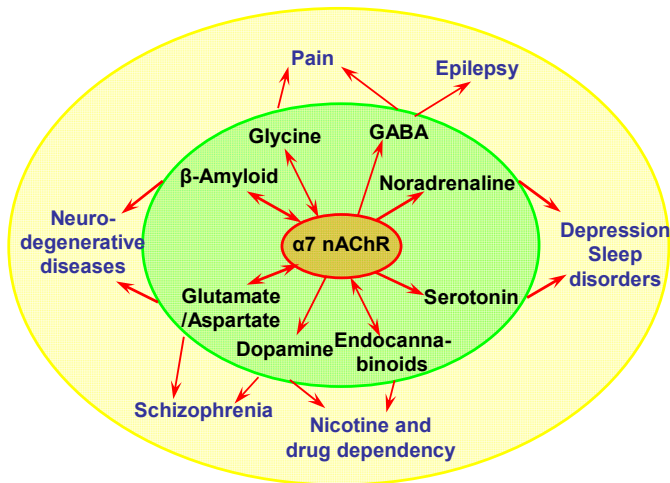 Pain
Epilepsy
Glycine
GABA
β-Amyloid
Noradrenaline
Neuro-
degenerative
diseases
α7 nAChR
Depression
Sleep
disorders
Glutamate
/Aspartate
Serotonin
Dopamine
Endocanna-
binoids
Schizophrenia
Nicotine and
drug dependency